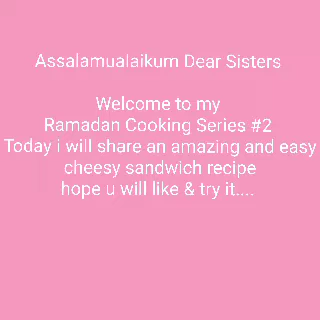 Assalamualaikum Dear Sisters
Welcome to my
Ramadan Cooking Series #2
Today i will share an amazing and easy
cheesy sandwich recipe
hope u will like & try it....